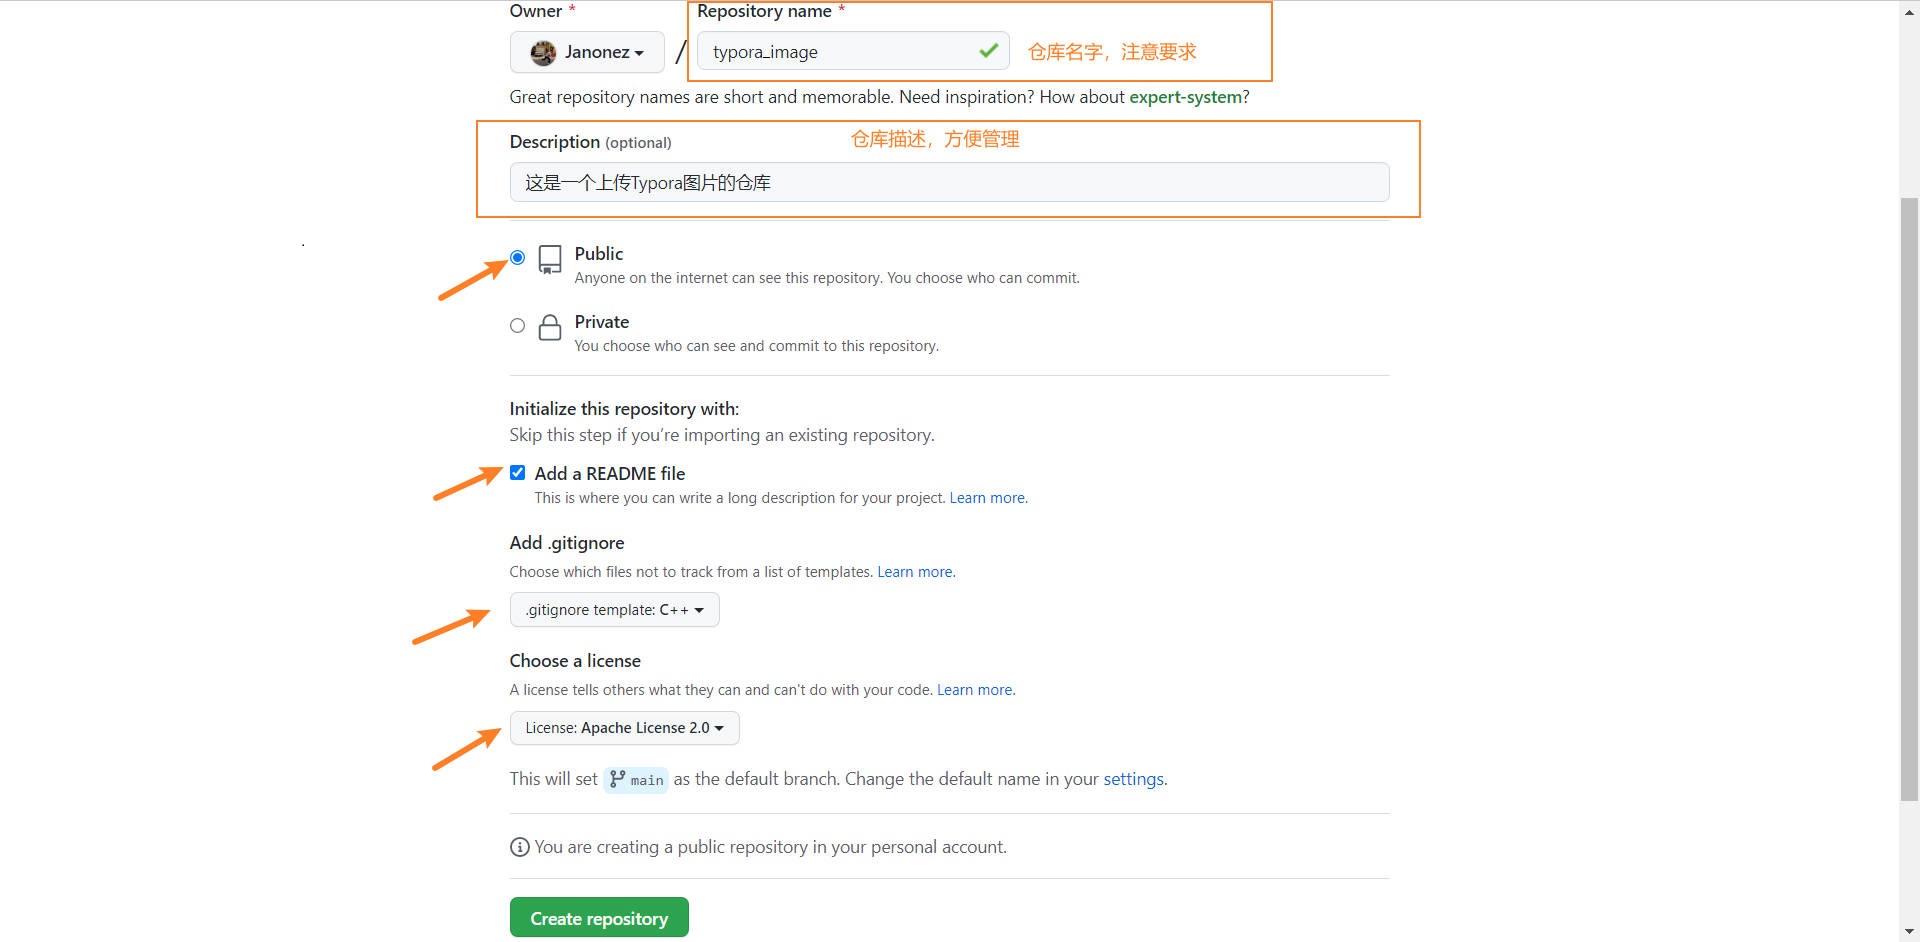 Owner *
Repository name *
Janonez
/
typora_image
仓库名字，注意要求
Great repository names are short and memorable. Need inspiration? How about expert-system?
Description (optional)
仓库描述，方便管理
这是一个上传Typora图片的仓库
Public
Anyone on the internet can see this repository. You choose who can commit.
Private
You choose who can see and commit to this repository.
Initialize this repository with:
Skip this step if you’re importing an existing repository.
Add a README file
This is where you can write a long description for your project. Learn more.
Add .gitignore
Choose which files not to track from a list of templates. Learn more.
.gitignore template: C++
Choose a license
A license tells others what they can and can't do with your code. Learn more.
License: Apache License 2.0
This will set main as the default branch. Change the default name in your settings.
You are creating a public repository in your personal account.
Create repository